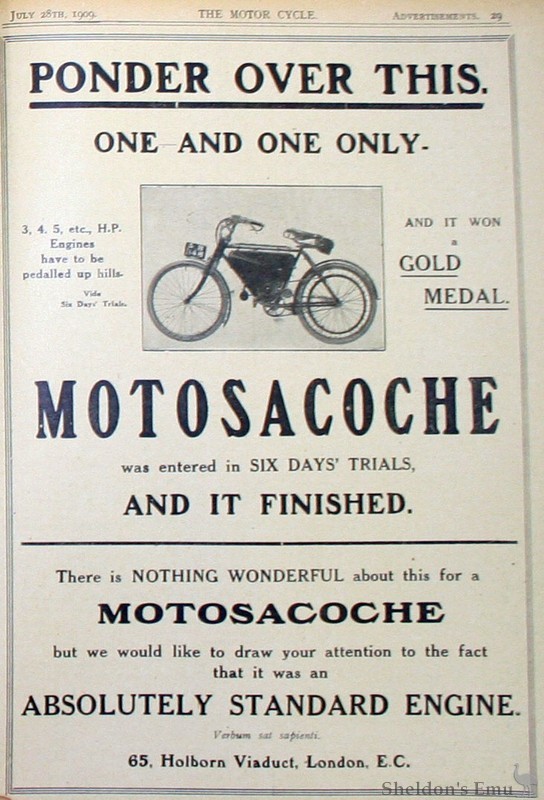 JULY 28TH, 1909. THE MOTOR CYCLE. ADVERTISEMENTS. 29
PONDER OVER THIS.
ONE AND ONE ONLY-
3, 4. 5, etc., H.P.
Engines
have to be
pedalled up hills.
Vide
Six Days' Trials.
AND IT WON
a
GOLD
MEDAL.
MOTOSACOCHE
was entered in SIX DAYS' TRIALS,
AND IT FINISHED.
There is NOTHING WONDERFUL about this for a
MOTOSACOCHE
but we would like to draw your attention to the fact
that it was an
ABSOLUTELY STANDARD ENGINE.
Verbum sat sapienti.
65, Holborn Viaduct, London, E.C.
Sheldon's Emu